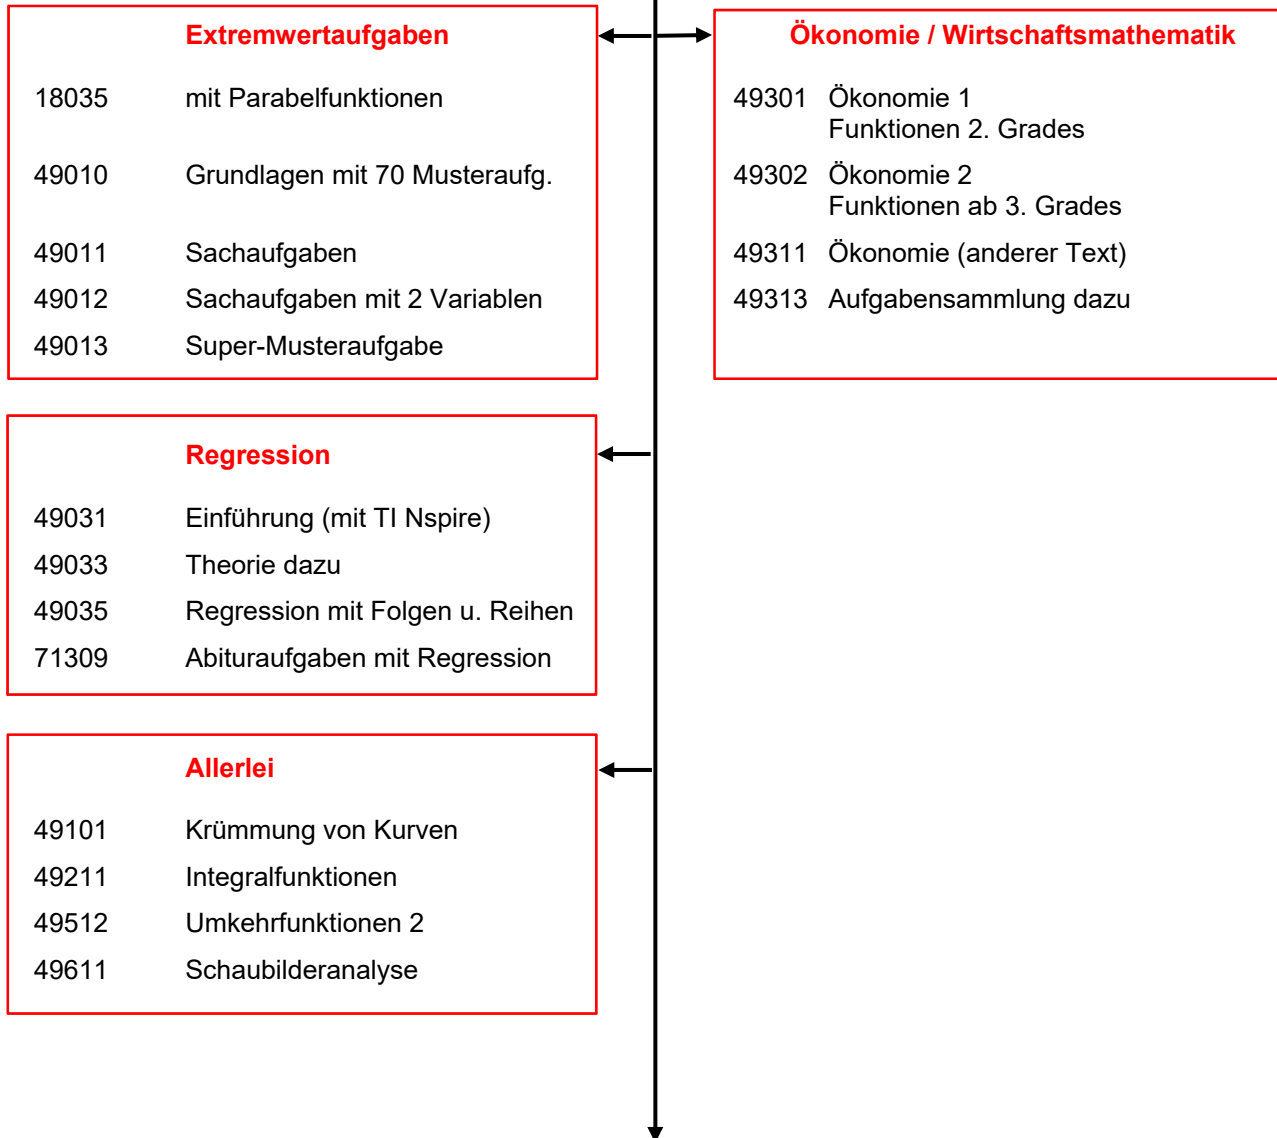 Extremwertaufgaben
18035 mit Parabelfunktionen
49010 Grundlagen mit 70 Musteraufg.
49011 Sachaufgaben
49012 Sachaufgaben mit 2 Variablen
49013 Super-Musteraufgabe
Ökonomie / Wirtschaftsmathematik
49301 Ökonomie 1
Funktionen 2. Grades
49302 Ökonomie 2
Funktionen ab 3. Grades
49311 Ökonomie (anderer Text)
49313 Aufgabensammlung dazu
Regression
49031 Einführung (mit TI Nspire)
49033 Theorie dazu
49035 Regression mit Folgen u. Reihen
71309 Abituraufgaben mit Regression
Allerlei
49101 Krümmung von Kurven
49211 Integralfunktionen
49512 Umkehrfunktionen 2
49611 Schaubilderanalyse